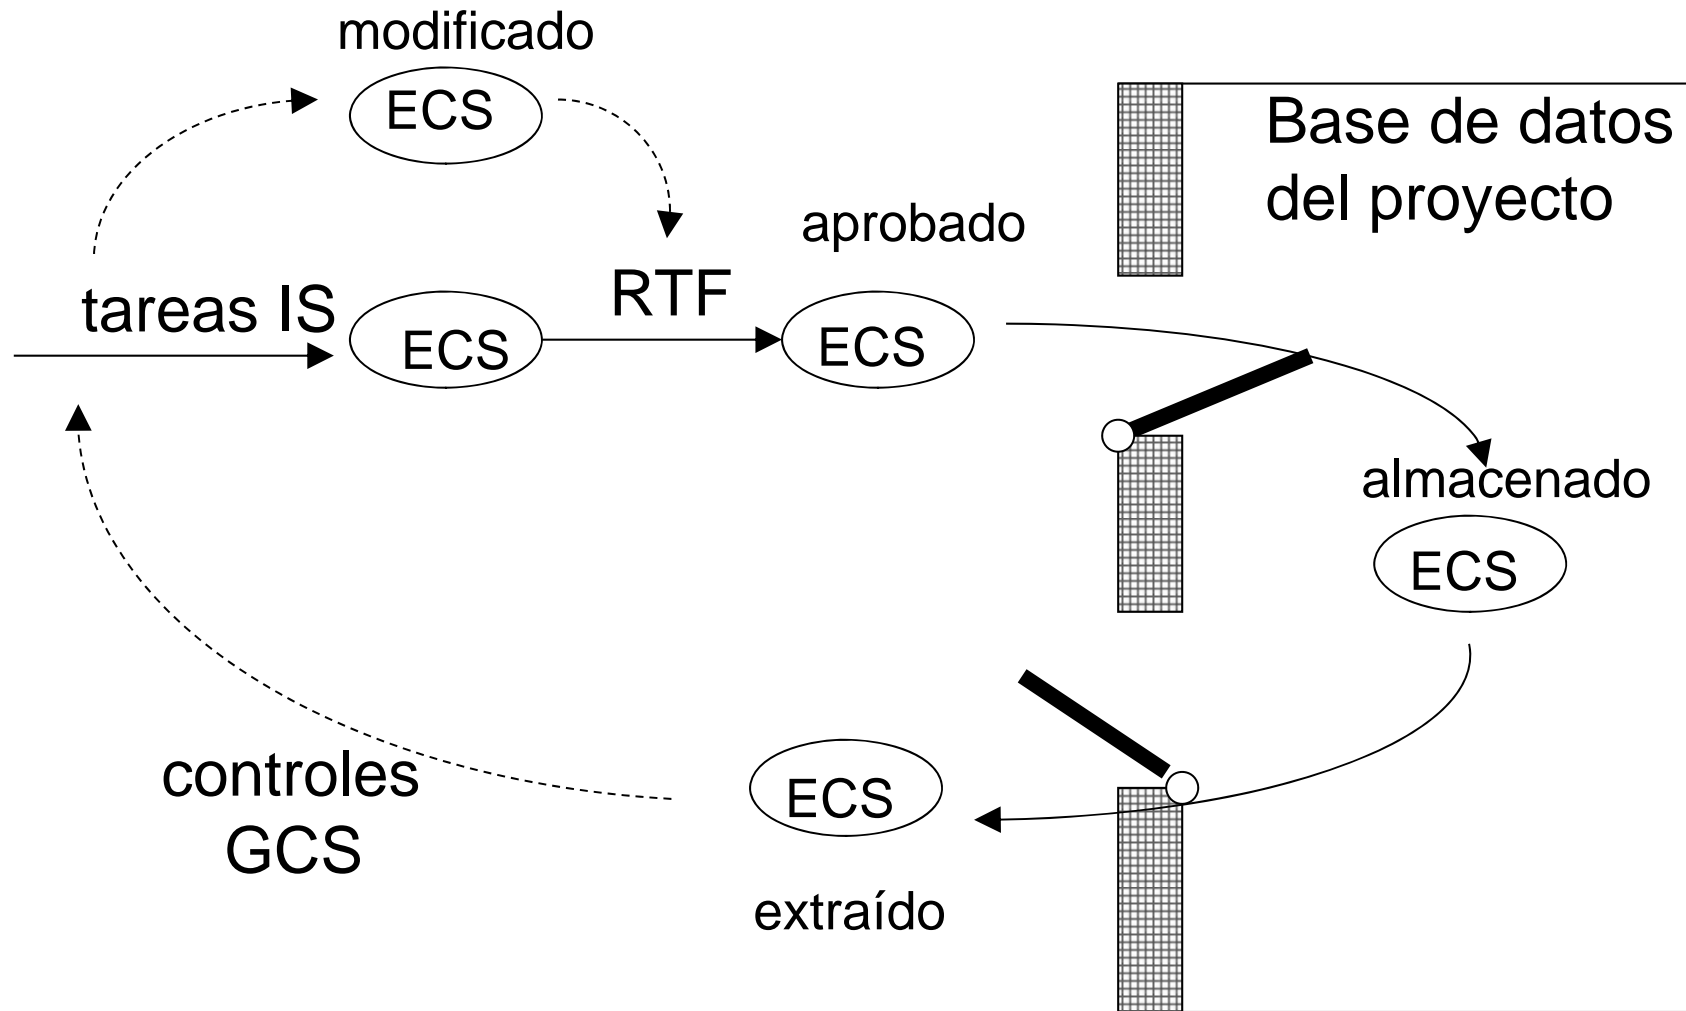 modificado
ECS
Base de datos
del proyecto
aprobado
tareas IS
RTF
ECS
ECS
almacenado
ECS
controles
GCS
ECS
extraído